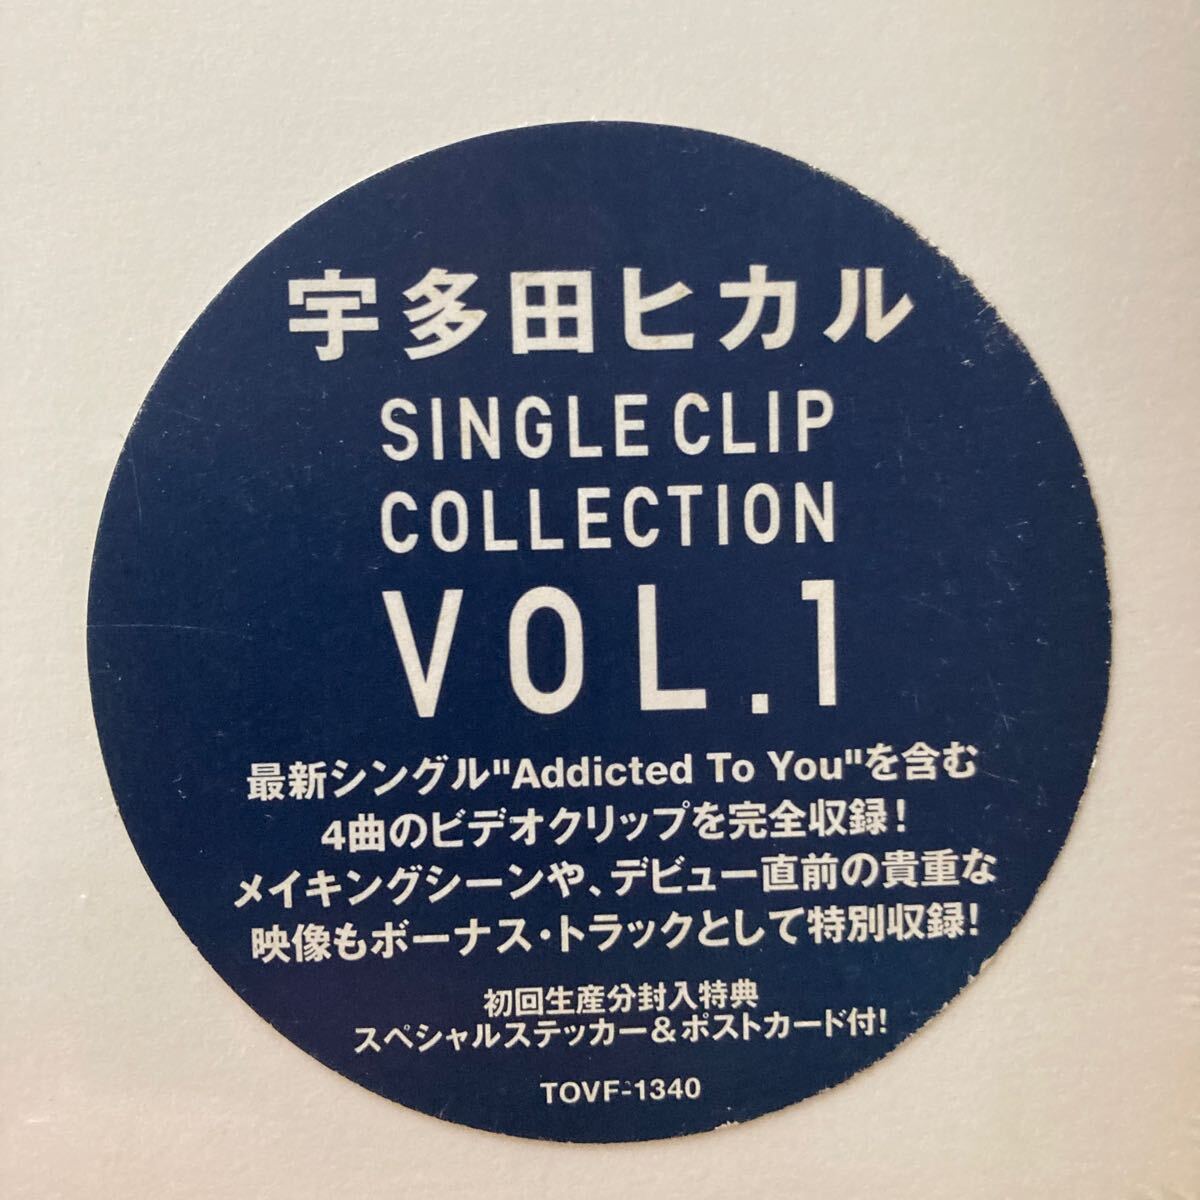 宇多田ヒカル
SINGLE CLIP
COLLECTION
VOL.1
最新シングル"Addicted To You"を含む
4曲のビデオクリップを完全収録！
メイキングシーンや、デビュー直前の貴重な
映像もボーナス・トラックとして特別収録！
初回生産分封入特典
スペシャルステッカー＆ポストカード付！
TOVF-1340